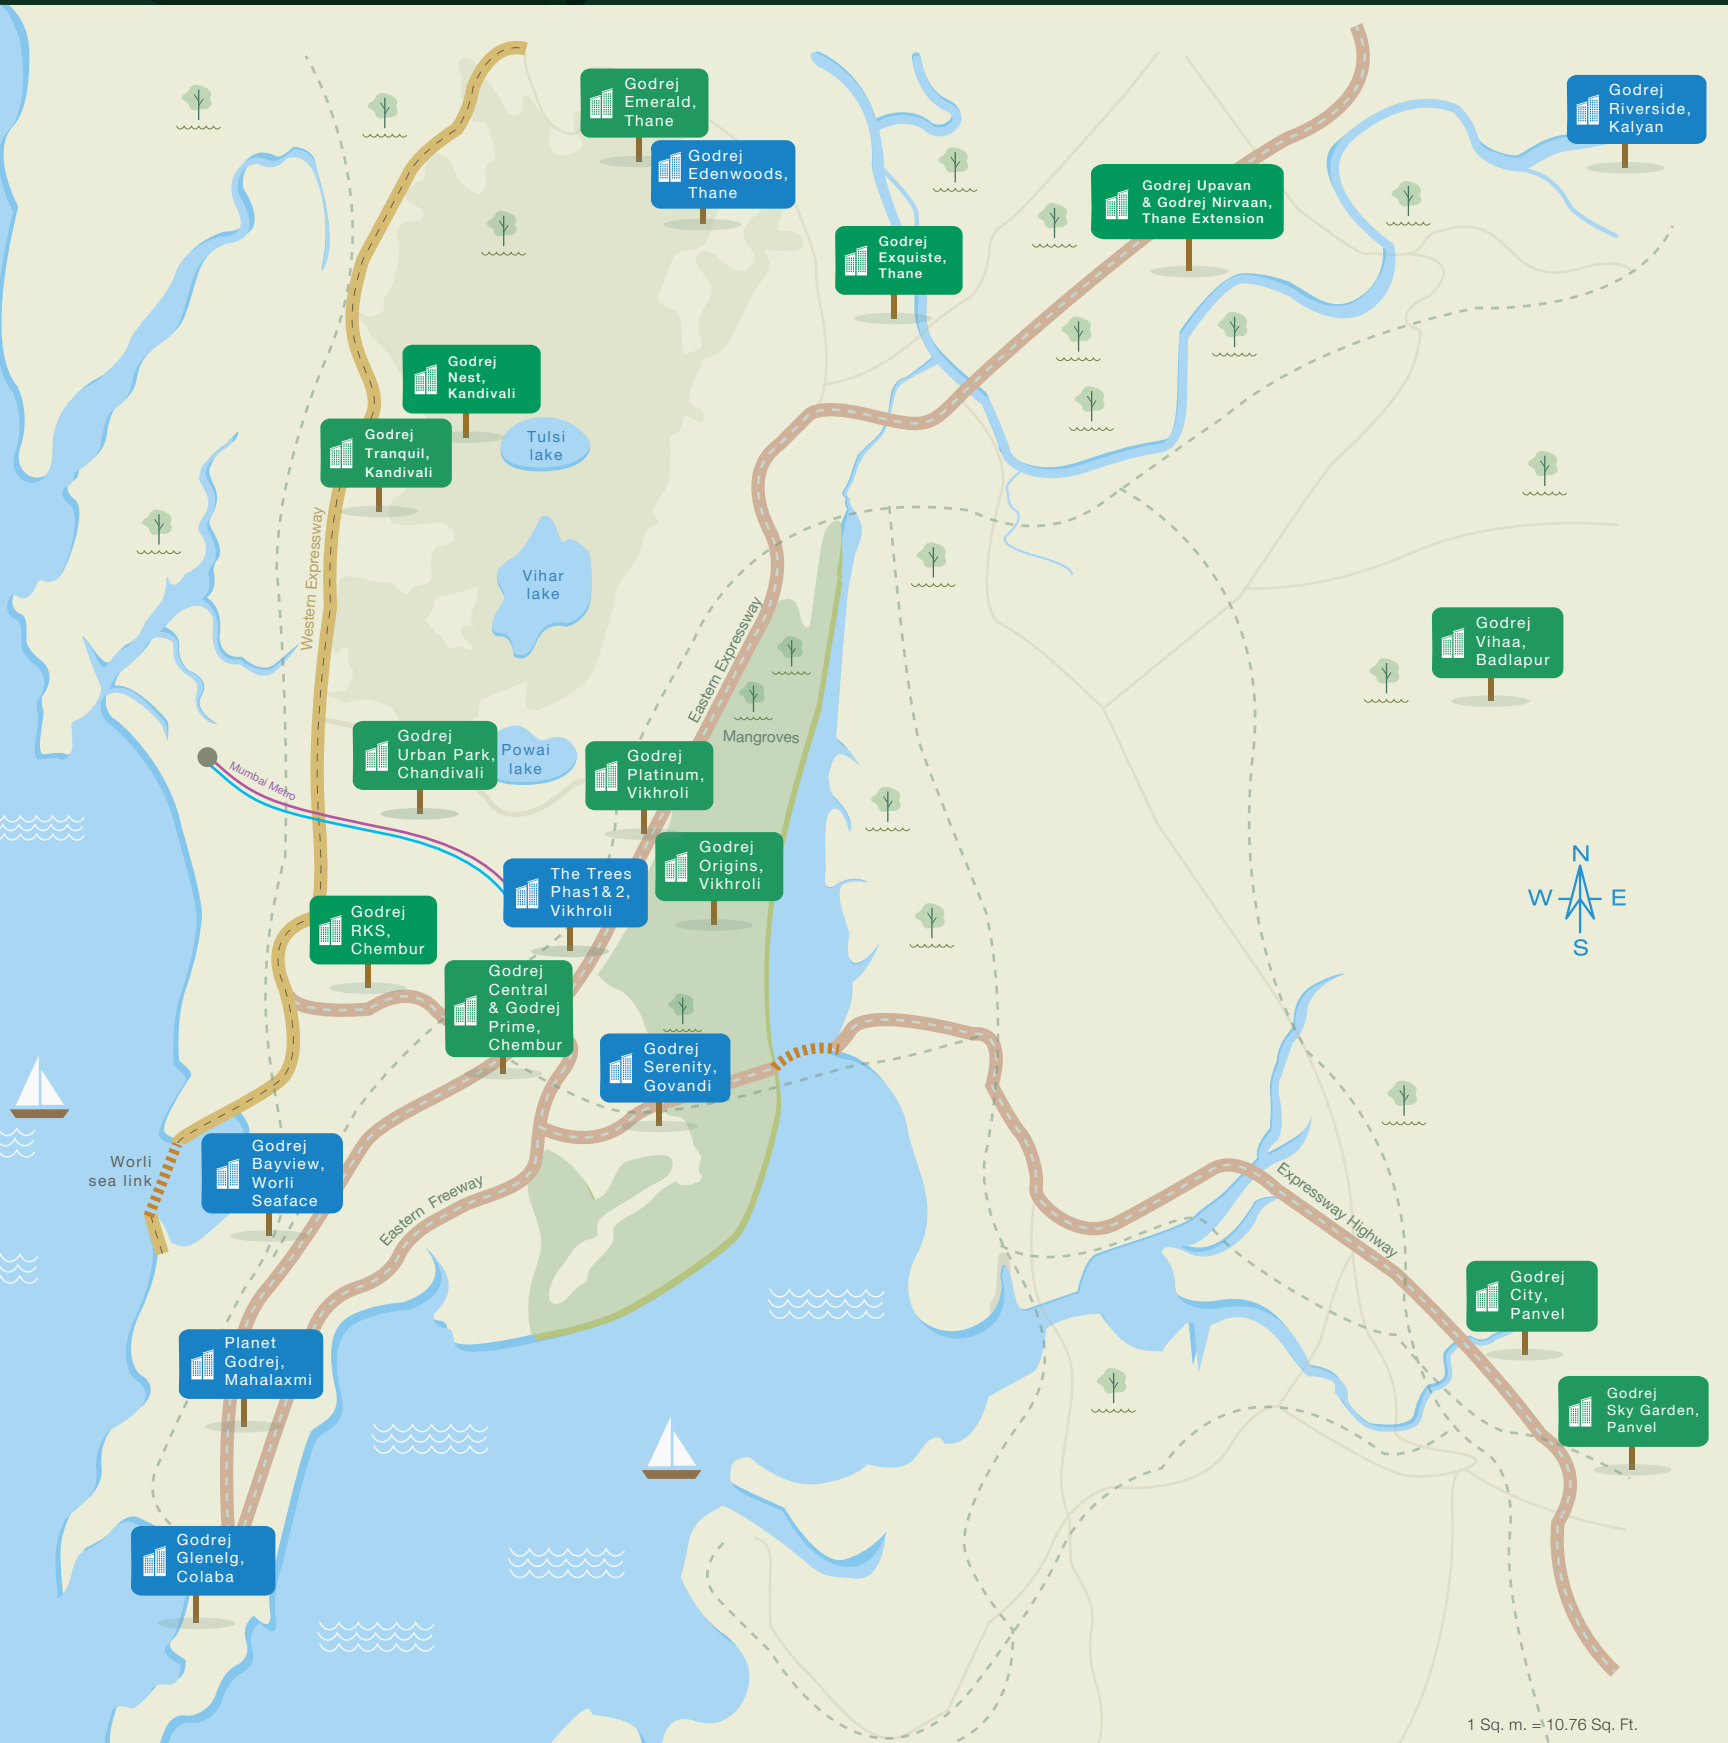 Godrej
Emerald,
Thane
Godrej
Edenwoods,
Thane
Godrej
Riverside,
Kalyan
Godrej Upavan
& Godrej Nirvaan,
Thane Extension
Godrej
Exquiste,
Thane
Godrej
Nest,
Kandivali
Godrej
Tranquil,
Kandivali
Tulsi
lake
Western Expressway
Vihar
lake
Eastern Expressway
Mangroves
Godrej
Vihaa,
Badlapur
Godrej
Urban Park,
Chandivali
Powai
lake
Godrej
Platinum,
Vikhroli
Mumbai Metro
Godrej
Origins,
Vikhroli
The Trees
Phas1& 2,
Vikhroli
N
W E
S
Godrej
RKS,
Chembur
Godrej
Central
& Godrej
Prime,
Chembur
Godrej
Serenity,
Govandi
Worli
sea link
Godrej
Bayview,
Worli
Seaface
Eastern Freeway
Expressway Highway
Godrej
City,
Panvel
Planet
Godrej,
Mahalaxmi
Godrej
Sky Garden,
Panvel
Godrej
Glenelg,
Colaba
1 Sq. m. = 10.76 Sq. Ft.